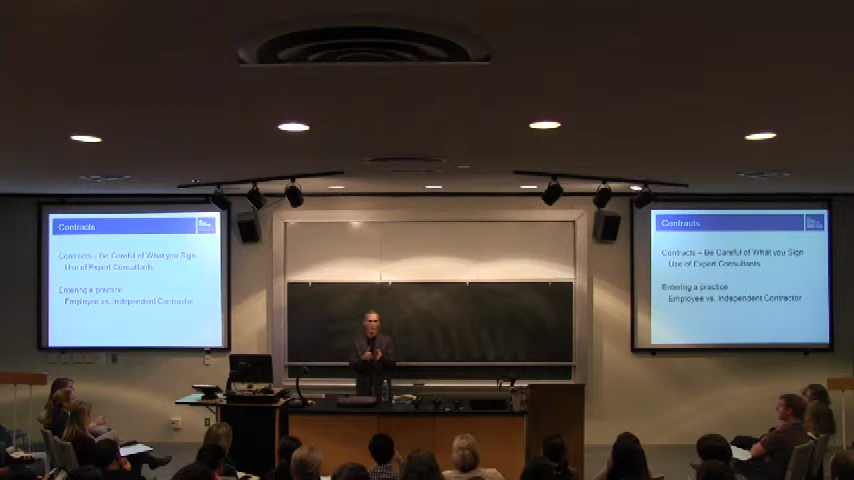 Contracts
Contracts – Be Careful of What you Sign
Use of Expert Consultants
Entering a practice
Employee vs. Independent Contractor
Contracts
Contracts – Be Careful of What you Sign
Use of Expert Consultants
Entering a practice
Employee vs. Independent Contractor